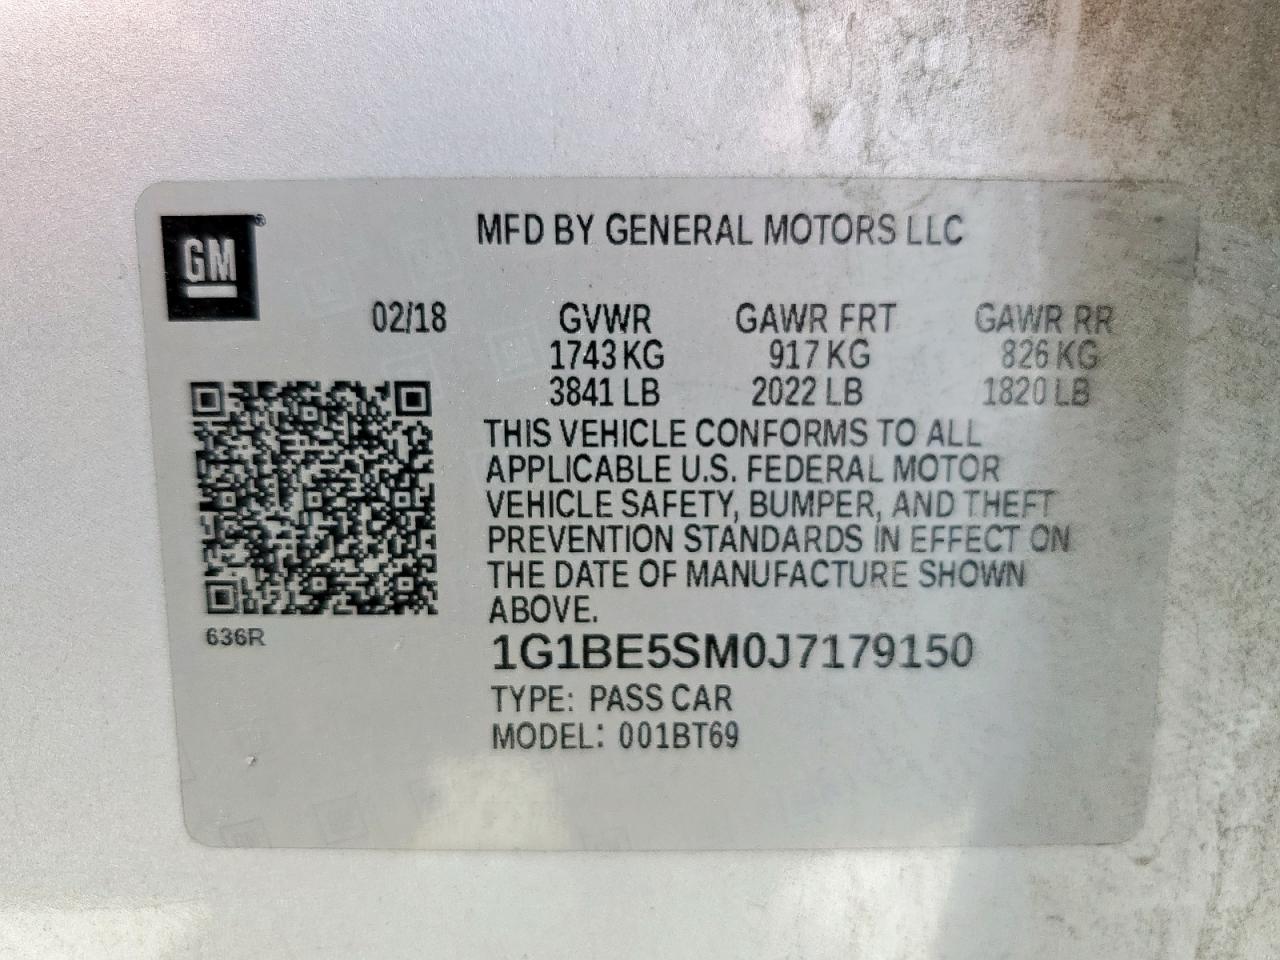 GM®
MFD BY GENERAL MOTORS LLC
02/18 GVWR GAWR FRT GAWR RR
1743 KG 917 KG 826 KG
3841 LB 2022 LB 1820 LB
THIS VEHICLE CONFORMS TO ALL
APPLICABLE U.S. FEDERAL MOTOR
VEHICLE SAFETY, BUMPER, AND THEFT
PREVENTION STANDARDS IN EFFECT ON
THE DATE OF MANUFACTURE SHOWN
ABOVE.
636R
1G1BE5SM0J7179150
TYPE: PASS CAR
MODEL: 001BT69